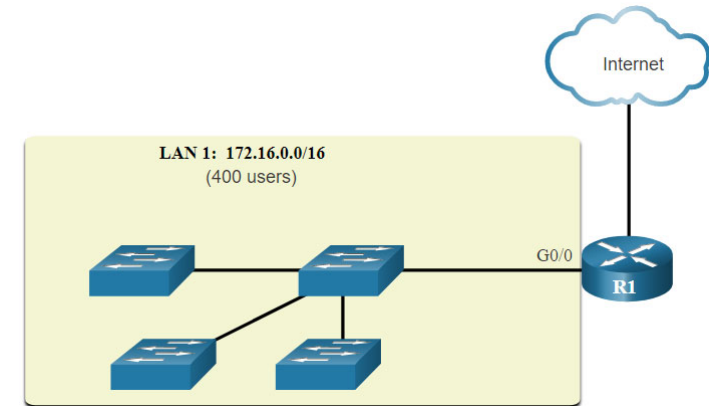 Internet
LAN 1: 172.16.0.0/16
(400 users)
G0/0
R1